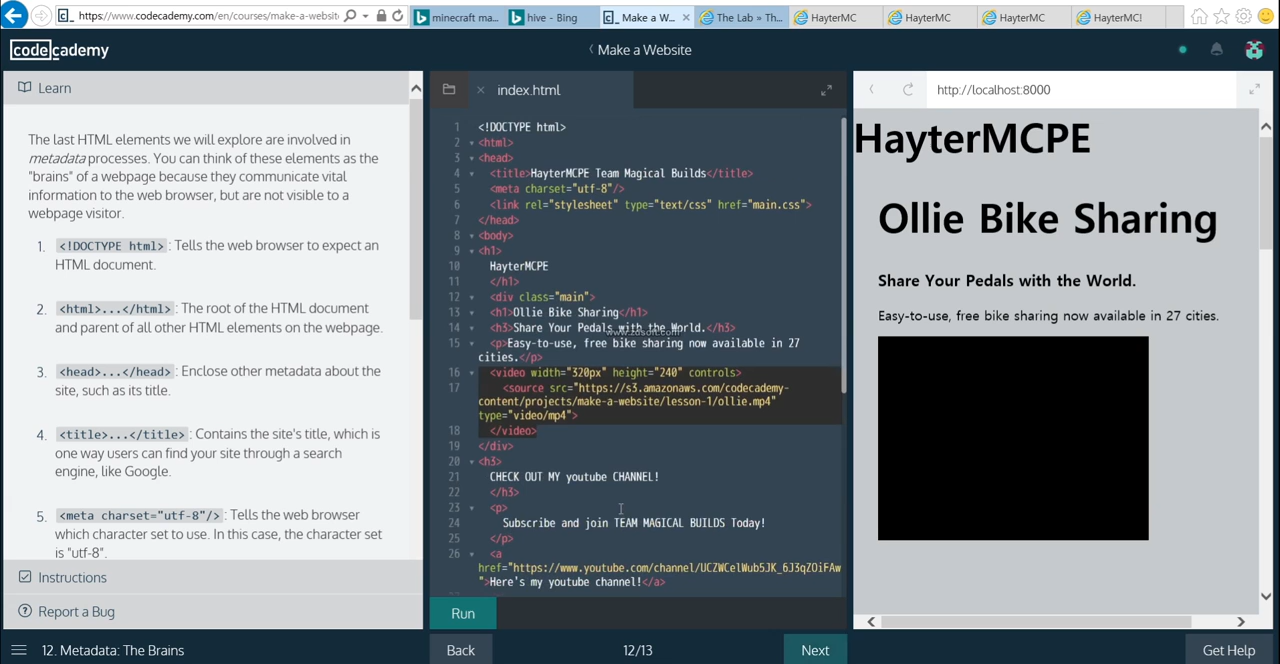 https://www.codecademy.com/en/courses/make-a-websit
minecraft ma...
hive - Bing
Make a W...
The Lab » Th...
HayterMC
HayterMC
HayterMC
HayterMC!
codecademy
Make a Website
Learn
The last HTML elements we will explore are involved in
metadata processes. You can think of these elements as the
"brains" of a webpage because they communicate vital
information to the web browser, but are not visible to a
webpage visitor.
1. <!DOCTYPE html>: Tells the web browser to expect an
HTML document.
2. <html>...</html>: The root of the HTML document
and parent of all other HTML elements on the webpage.
3. <head>...</head>: Enclose other metadata about the
site, such as its title.
4. <title>...</title>: Contains the site's title, which is
one way users can find your site through a search
engine, like Google.
5. <meta charset="utf-8"/>: Tells the web browser
which character set to use. In this case, the character set
is "utf-8".
Instructions
Report a Bug
12. Metadata: The Brains
index.html
1 <!DOCTYPE html>
2 <html>
3 <head>
4 <title>HayterMCPE Team Magical Builds</title>
5 <meta charset="utf-8"/>
6 <link rel="stylesheet" type="text/css" href="main.css">
7 </head>
8 <body>
9 <h1>
10 HayterMCPE
11 </h1>
12 <div class="main">
13 <h1>Ollie Bike Sharing</h1>
14 <h3>Share Your Pedals with the World.</h3>
15 <p>Easy-to-use, free bike sharing now available in 27
cities.</p>
16 <video width="320px" height="240" controls>
17 <source src="https://s3.amazonaws.com/codecademy-
content/projects/make-a-website/lesson-1/ollie.mp4"
type="video/mp4">
18 </video>
19 </div>
20 <h3>
21 CHECK OUT MY youtube CHANNEL!
22 </h3>
23 <p>
24 Subscribe and join TEAM MAGICAL BUILDS Today!
25 </p>
26 <a
href="https://www.youtube.com/channel/UCZWCelWub5JK_6J3qZOiFAw
">Here's my youtube channel!</a>
Run
Back
12/13
Next
http://localhost:8000
HayterMCPE
Ollie Bike Sharing
Share Your Pedals with the World.
Easy-to-use, free bike sharing now available in 27 cities.
Get Help